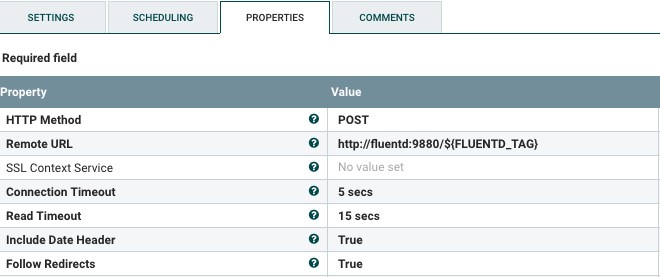 SETTINGS SCHEDULING PROPERTIES COMMENTS
Required field
Property Value
HTTP Method ? POST
Remote URL ? http://fluentd:9880/${FLUENTD_TAG}
SSL Context Service ? No value set
Connection Timeout ? 5 secs
Read Timeout ? 15 secs
Include Date Header ? True
Follow Redirects ? True